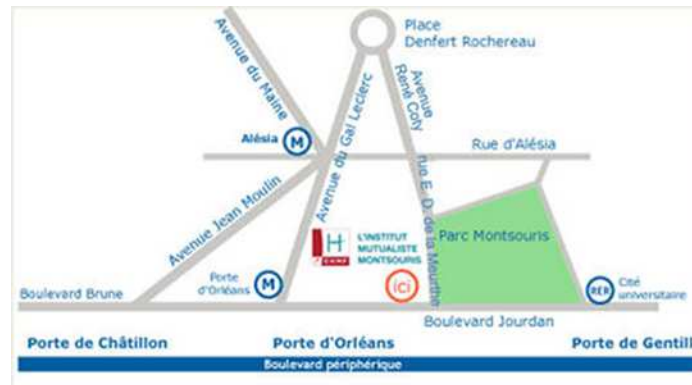 Place
Denfert Rochereau
Avenue du Maine
Avenue du Gal Leclerc
Avenue
René Coty
Alésia
M
Rue d'Alésia
Avenue Jean Moulin
rue E. D. de la Meurthe
Parc Montsouris
H
L'INSTITUT
MUTUALISTE
MONTSOURIS
Porte
d'Orléans
M
ici
RER
Cité
universitaire
Boulevard Brune
Boulevard Jourdan
Porte de Châtillon
Porte d'Orléans
Porte de Gentill
Boulevard périphérique